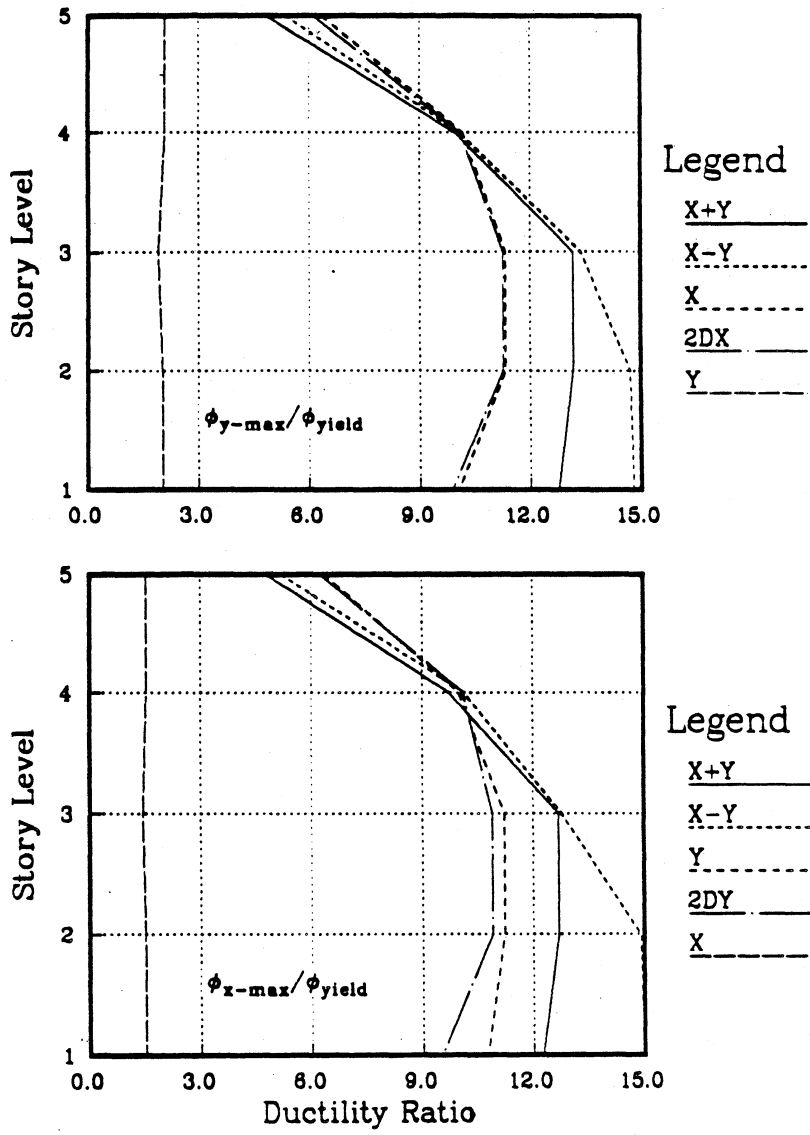 5
4
3
2
1
Story Level
ϕy-max/ϕyield
0.0 3.0 6.0 9.0 12.0 15.0
Legend
X+Y
X-Y
X
2DX
Y
5
4
3
2
1
Story Level
ϕx-max/ϕyield
0.0 3.0 6.0 9.0 12.0 15.0
Ductility Ratio
Legend
X+Y
X-Y
Y
2DY
X